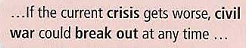 ...If the current crisis gets worse, civil
war could break out at any time ...